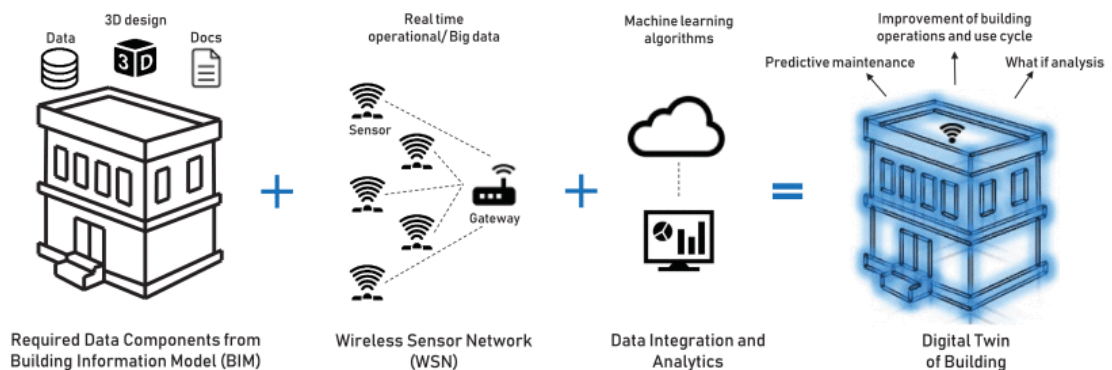 3D design
Data
Docs
3D
Required Data Components from
Building Information Model (BIM)
+
Real time
operational/ Big data
Sensor
Gateway
Wireless Sensor Network
(WSN)
+
Machine learning
algorithms
Data Integration and
Analytics
=
Improvement of building
operations and use cycle
Predictive maintenance
What if analysis
Digital Twin
of Building